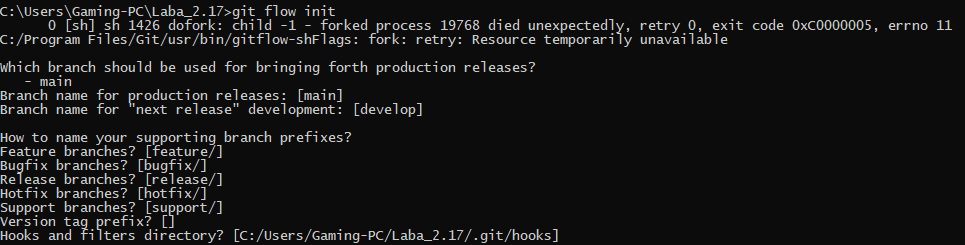 C:\Users\Gaming-PC\Laba_2.17>git flow init
0 [sh] sh 1426 dofork: child -1 - forked process 19768 died unexpectedly, retry 0, exit code 0xC0000005, errno 11
C:/Program Files/Git/usr/bin/gitflow-shFlags: fork: retry: Resource temporarily unavailable
Which branch should be used for bringing forth production releases?
- main
Branch name for production releases: [main]
Branch name for "next release" development: [develop]
How to name your supporting branch prefixes?
Feature branches? [feature/]
Bugfix branches? [bugfix/]
Release branches? [release/]
Hotfix branches? [hotfix/]
Support branches? [support/]
Version tag prefix? []
Hooks and filters directory? [C:/Users/Gaming-PC/Laba_2.17/.git/hooks]